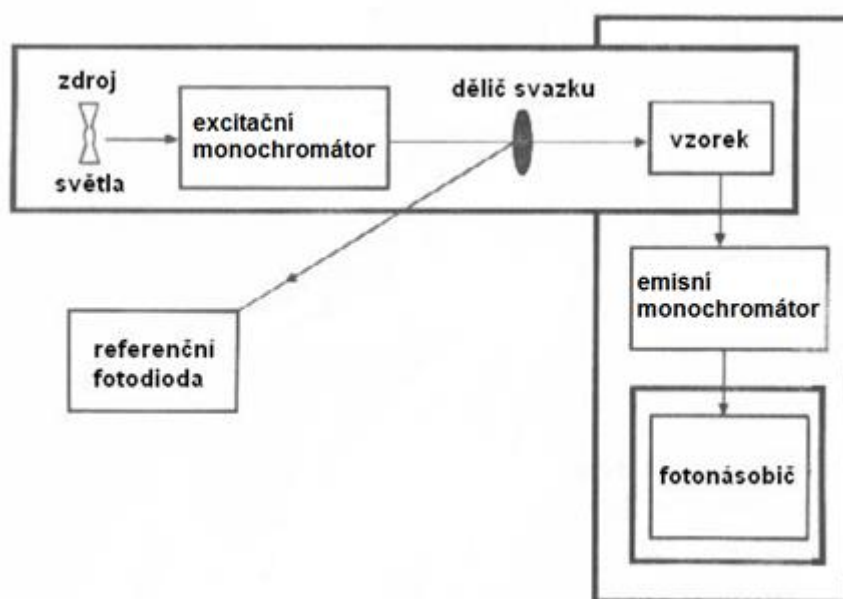 zdroj
světla
excitační
monochromátor
dělič svazku
vzorek
emisní
monochromátor
referenční
fotodioda
fotonásobič